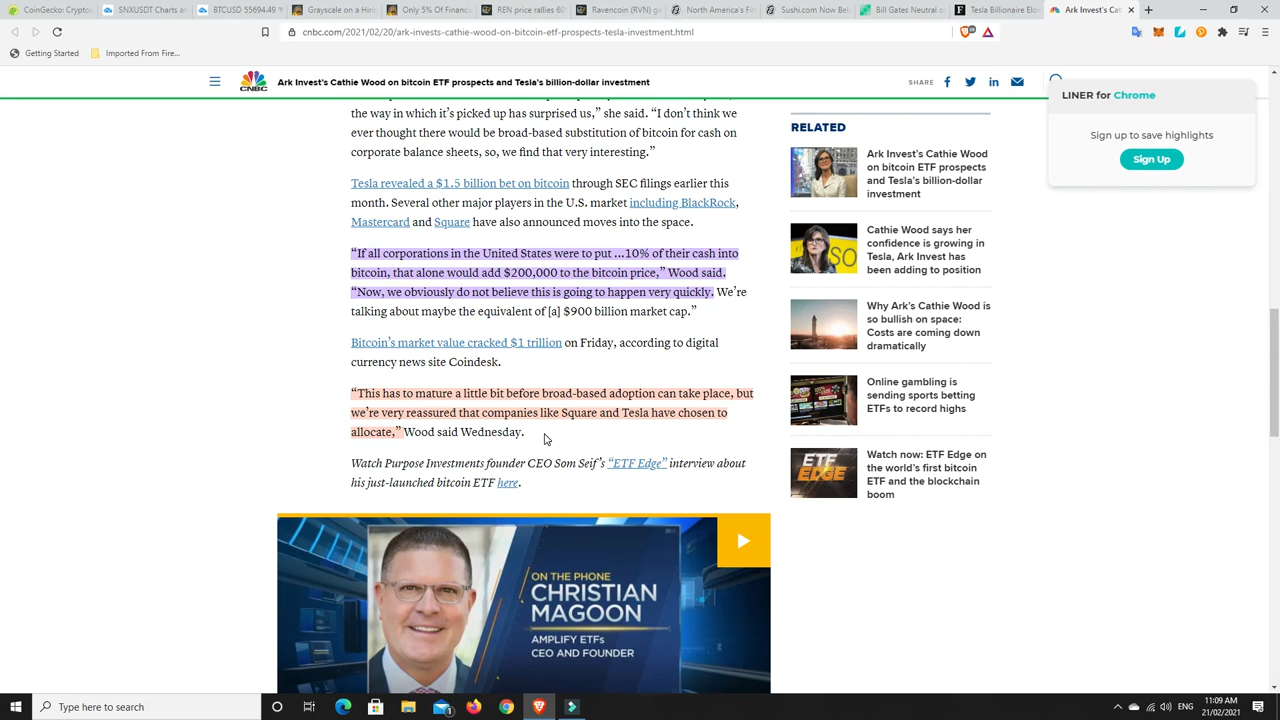 CoinGecko: Cryptoc
SNXUSDT Charts an
BTCUSD 55694.49
Grayscale on a Hirin
Only 5% Of Financ
REN price rallies 60
Ravencoin (RVN) ga
North America's Fir
Sushi.com Now Dir
Bill Gates Neutral o
Tesla Billionaire Elo
Ark Invest's Cat
cnbc.com/2021/02/20/ark-invests-cathie-wood-on-bitcoin-etf-prospects-tesla-investment.html
Getting Started
Imported From Fire...
CNBC
Ark Invest's Cathie Wood on bitcoin ETF prospects and Tesla's billion-dollar investment
SHARE
LINER for Chrome
Sign up to save highlights
Sign Up
the way in which it's picked up has surprised us,” she said. “I don't think we
ever thought there would be broad-based substitution of bitcoin for cash on
corporate balance sheets, so, we find that very interesting.”
Tesla revealed a $1.5 billion bet on bitcoin through SEC filings earlier this
month. Several other major players in the U.S. market including BlackRock,
Mastercard and Square have also announced moves into the space.
“If all corporations in the United States were to put ...10% of their cash into
bitcoin, that alone would add $200,000 to the bitcoin price,” Wood said.
“Now, we obviously do not believe this is going to happen very quickly. We're
talking about maybe the equivalent of [a] $900 billion market cap.”
Bitcoin's market value cracked $1 trillion on Friday, according to digital
currency news site Coindesk.
“This has to mature a little bit before broad-based adoption can take place, but
we're very reassured that companies like Square and Tesla have chosen to
allocate,” Wood said Wednesday.
Watch Purpose Investments founder CEO Som Seif's “ETF Edge” interview about
his just-launched bitcoin ETF here.
ON THE PHONE
CHRISTIAN
MAGOON
AMPLIFY ETFs
CEO AND FOUNDER
RELATED
Ark Invest's Cathie Wood
on bitcoin ETF prospects
and Tesla's billion-dollar
investment
Cathie Wood says her
confidence is growing in
Tesla, Ark Invest has
been adding to position
Why Ark's Cathie Wood is
so bullish on space:
Costs are coming down
dramatically
Online gambling is
sending sports betting
ETFs to record highs
ETF
EDGE
Watch now: ETF Edge on
the world's first bitcoin
ETF and the blockchain
boom
Type here to search
ENG
11:09 AM
21/02/2021